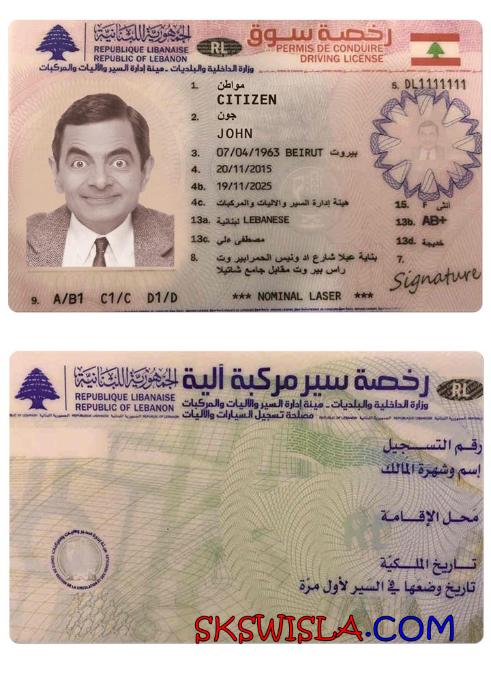 الجمهورية اللبنانية
REPUBLIQUE LIBANAISE
REPUBLIC OF LEBANON
RL
رخصة سوق
PERMIS DE CONDUIRE
DRIVING LICENSE
وزارة الداخلية والبلديات - هيئة إدارة السير والآليات والمركبات
1. مواطن
CITIZEN
5. DL1111111
2. جون
JOHN
3. 07/04/1963 BEIRUT بيروت
4. 20/11/2015
4b. 19/11/2025
4c. هيئة إدارة السير والاليات والمركبات
15. F أنثى
13a. لبنانية LEBANESE
13b. AB+
13c. مصطفى علي
13d. خديجة
8. بناية عيلا شارع اد ونيس الحمرابير وت
راس بير وت مقابل جامع شاتيلا
7.
Signature
9. A/B1 C1/C D1/D
*** NOMINAL LASER ***
الجمهورية اللبنانية
REPUBLIQUE LIBANAISE
REPUBLIC OF LEBANON
رخصة سير مركبة آلية
RL
وزارة الداخلية والبلديات - هيئة إدارة السير والآليات والمركبات
مصلحة تسجيل السيارات والآليات
رقم التسجيل
إسم وشهرة المالك
RL
محل الإقامة
تاريخ الملكيّة
تاريخ وضعها في السير لأول مرّة
SKSWISLA.COM